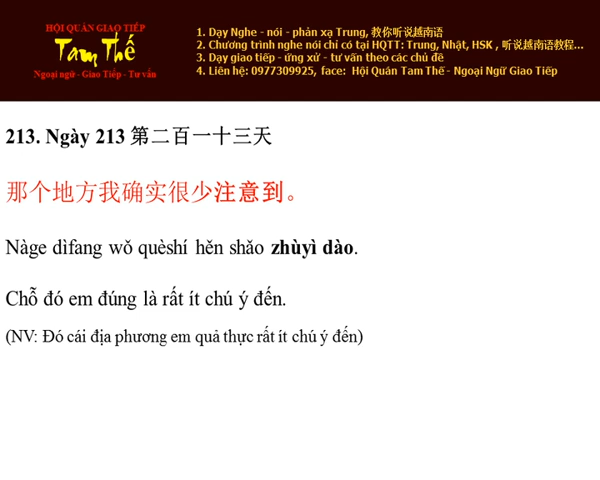 HỘI QUÁN GIAO TIẾP
Tam Thế
Ngoại ngữ - Giao Tiếp - Tư vấn
1. Dạy Nghe - nói - phản xạ Trung, 教你听说越南语
2. Chương trình nghe nói chỉ có tại HQTT: Trung, Nhật, HSK , 听说越南语教程...
3. Dạy giao tiếp - ứng xử - tư vấn theo các chủ đề
4. Liên hệ: 0977309925, face: Hội Quán Tam Thế - Ngoại Ngữ Giao Tiếp
213. Ngày 213 第二百一十三天
那个地方我确实很少注意到。
Nàge dìfang wǒ quèshí hěn shǎo zhùyì dào.
Chỗ đó em đúng là rất ít chú ý đến.
(NV: Đó cái địa phương em quả thực rất ít chú ý đến)